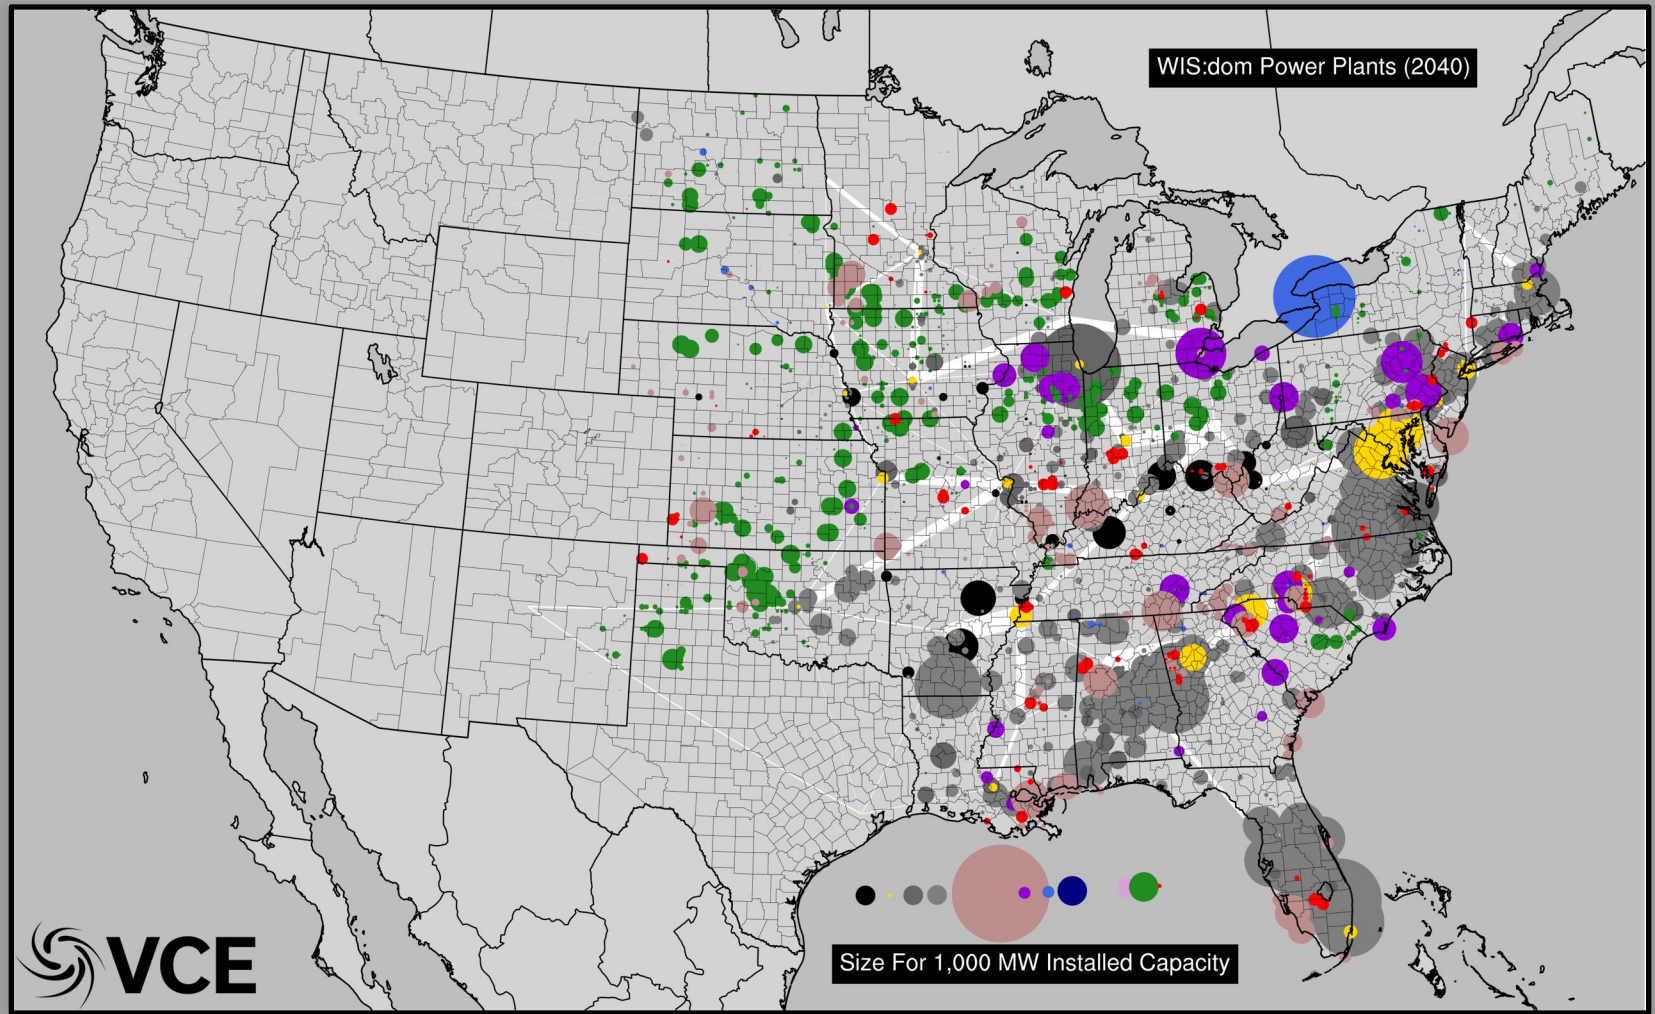 WIS:dom Power Plants (2040)
Size For 1,000 MW Installed Capacity
VCE